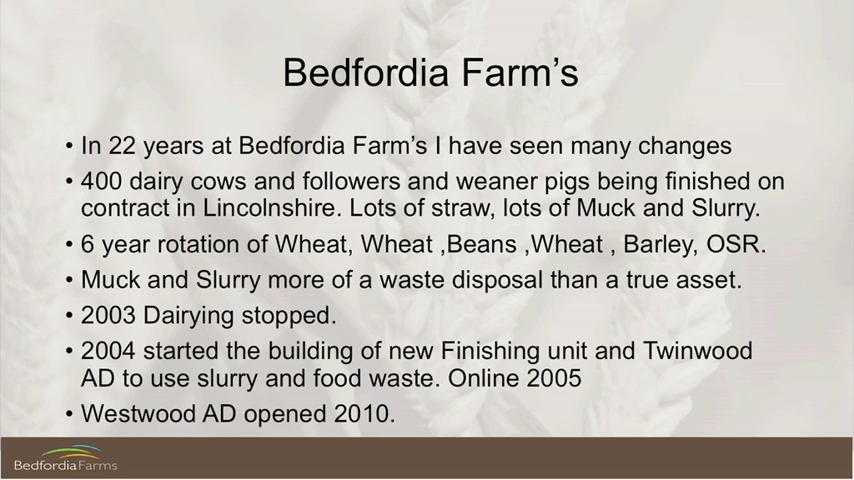 Bedfordia Farm's
• In 22 years at Bedfordia Farm's I have seen many changes
• 400 dairy cows and followers and weaner pigs being finished on
contract in Lincolnshire. Lots of straw, lots of Muck and Slurry.
• 6 year rotation of Wheat, Wheat ,Beans ,Wheat , Barley, OSR.
• Muck and Slurry more of a waste disposal than a true asset.
• 2003 Dairying stopped.
• 2004 started the building of new Finishing unit and Twinwood
AD to use slurry and food waste. Online 2005
• Westwood AD opened 2010.
BedfordiaFarms